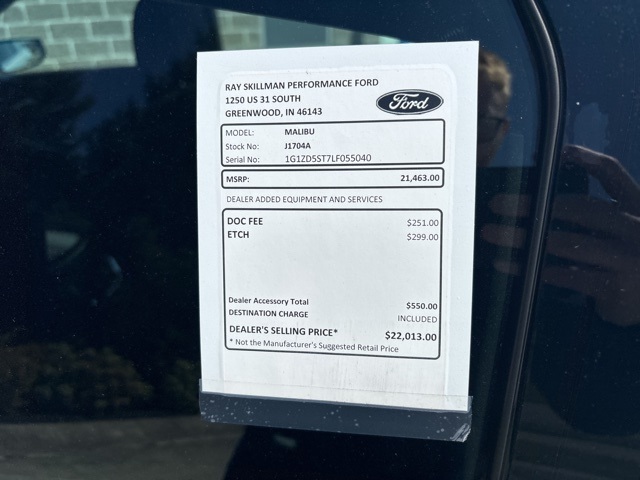 RAY SKILLMAN PERFORMANCE FORD
1250 US 31 SOUTH
GREENWOOD, IN 46143
Ford
MODEL: MALIBU
Stock No: J1704A
Serial No: 1G1ZD5ST7LF055040
MSRP: 21,463.00
DEALER ADDED EQUIPMENT AND SERVICES
DOC FEE $251.00
ETCH $299.00
Dealer Accessory Total $550.00
DESTINATION CHARGE INCLUDED
DEALER'S SELLING PRICE* $22,013.00
* Not the Manufacturer's Suggested Retail Price